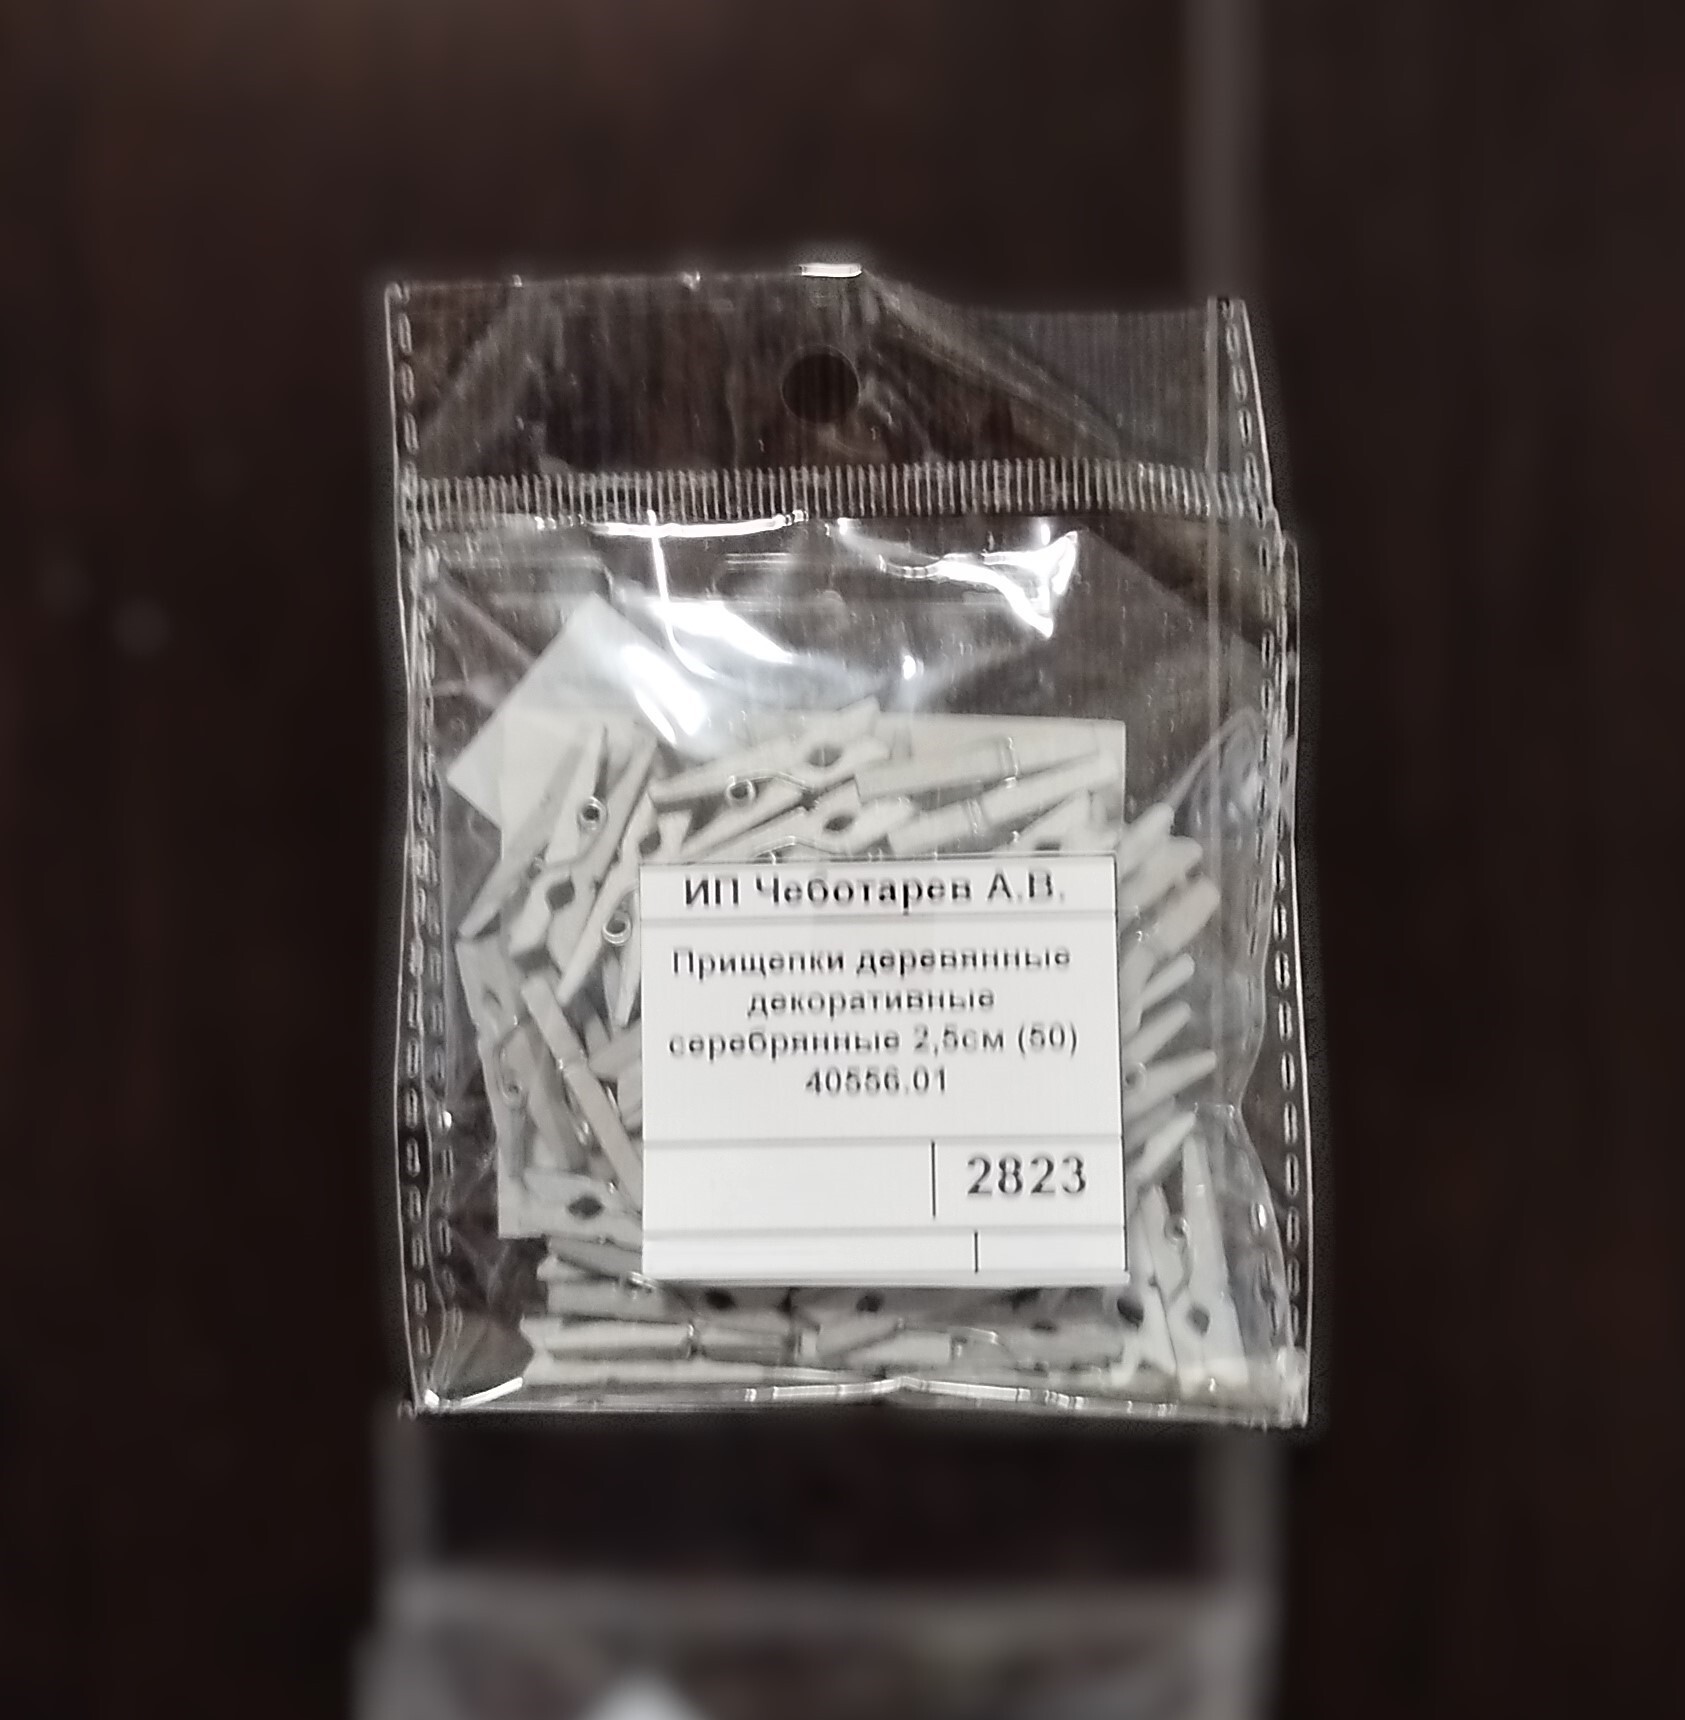 ИП Чеботарев А.В.
Прищепки деревянные
декоративные
серебрянные 2,5см (50)
40556.01
2823